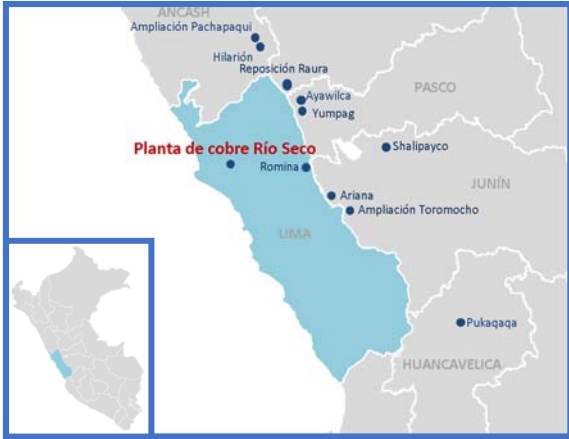 ANCASH
Ampliación Pachapaqui
Hilarión
Reposición Raura
PASCO
Ayawilca
Yumpag
Planta de cobre Río Seco
Shalipayco
Romina
JUNÍN
Ariana
Ampliación Toromocho
LIMA
Pukaqaqa
HUANCAVELICA